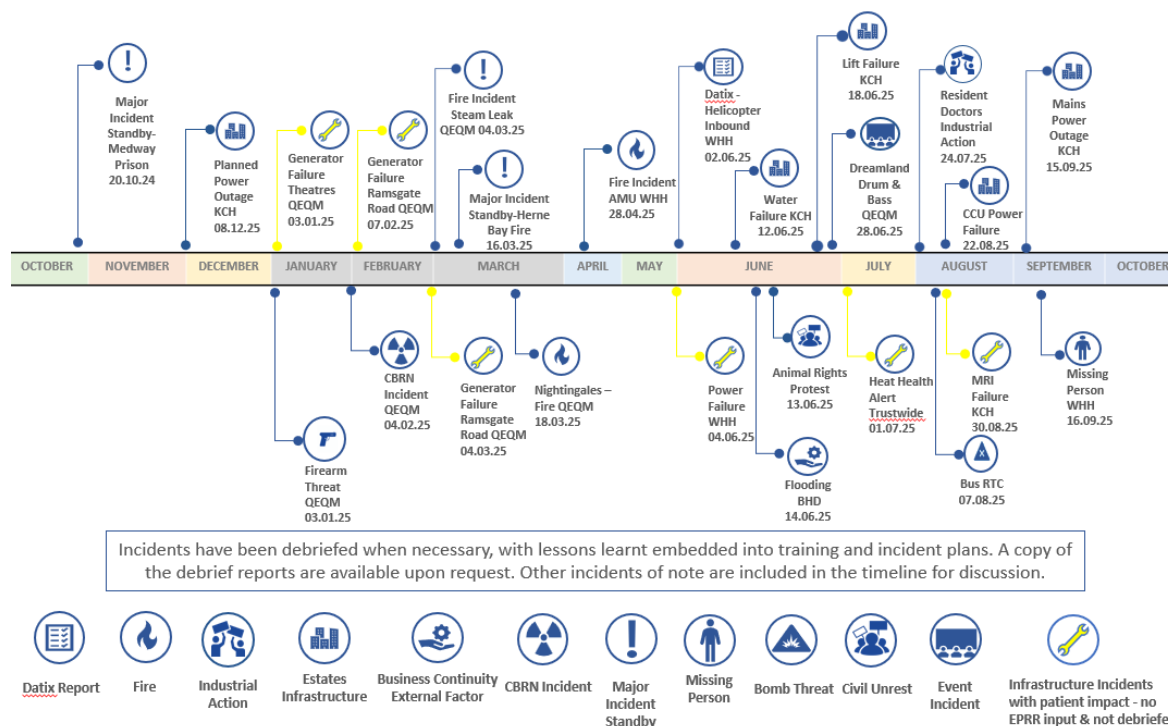 Major
Incident
Standby-
Medway
Prison
20.10.24
Planned
Power
Outage
KCH
08.12.25
Generator
Failure
Theatres
QEQM
03.01.25
Generator
Failure
Ramsgate
Road QEQM
07.02.25
Fire Incident
Steam Leak
QEQM 04.03.25
Major Incident
Standby-Herne
Bay Fire
16.03.25
Fire Incident
AMU WHH
28.04.25
Datix -
Helicopter
Inbound
WHH
02.06.25
Water
Failure KCH
12.06.25
Lift Failure
KCH
18.06.25
Dreamland
Drum &
Bass
QEQM
28.06.25
Resident
Doctors
Industrial
Action
24.07.25
CCU Power
Failure
22.08.25
Mains
Power
Outage
KCH
15.09.25
OCTOBER NOVEMBER DECEMBER JANUARY FEBRUARY MARCH APRIL MAY JUNE JULY AUGUST SEPTEMBER OCTOBER
Firearm
Threat
QEQM
03.01.25
CBRN
Incident
QEQM
04.02.25
Generator
Failure
Ramsgate
Road QEQM
04.03.25
Nightingales –
Fire QEQM
18.03.25
Power
Failure
WHH
04.06.25
Animal Rights
Protest
13.06.25
Flooding
BHD
14.06.25
Heat Health
Alert
Trustwide
01.07.25
MRI
Failure
KCH
30.08.25
X
Bus RTC
07.08.25
Missing
Person
WHH
16.09.25
Incidents have been debriefed when necessary, with lessons learnt embedded into training and incident plans. A copy of
the debrief reports are available upon request. Other incidents of note are included in the timeline for discussion.
Datix Report
Fire
Industrial
Action
Estates
Infrastructure
Business Continuity
External Factor
CBRN Incident
Major
Incident
Standby
Missing
Person
Bomb Threat
Civil Unrest
Event
Incident
Infrastructure Incidents
with patient impact - no
EPRR input & not debriefe